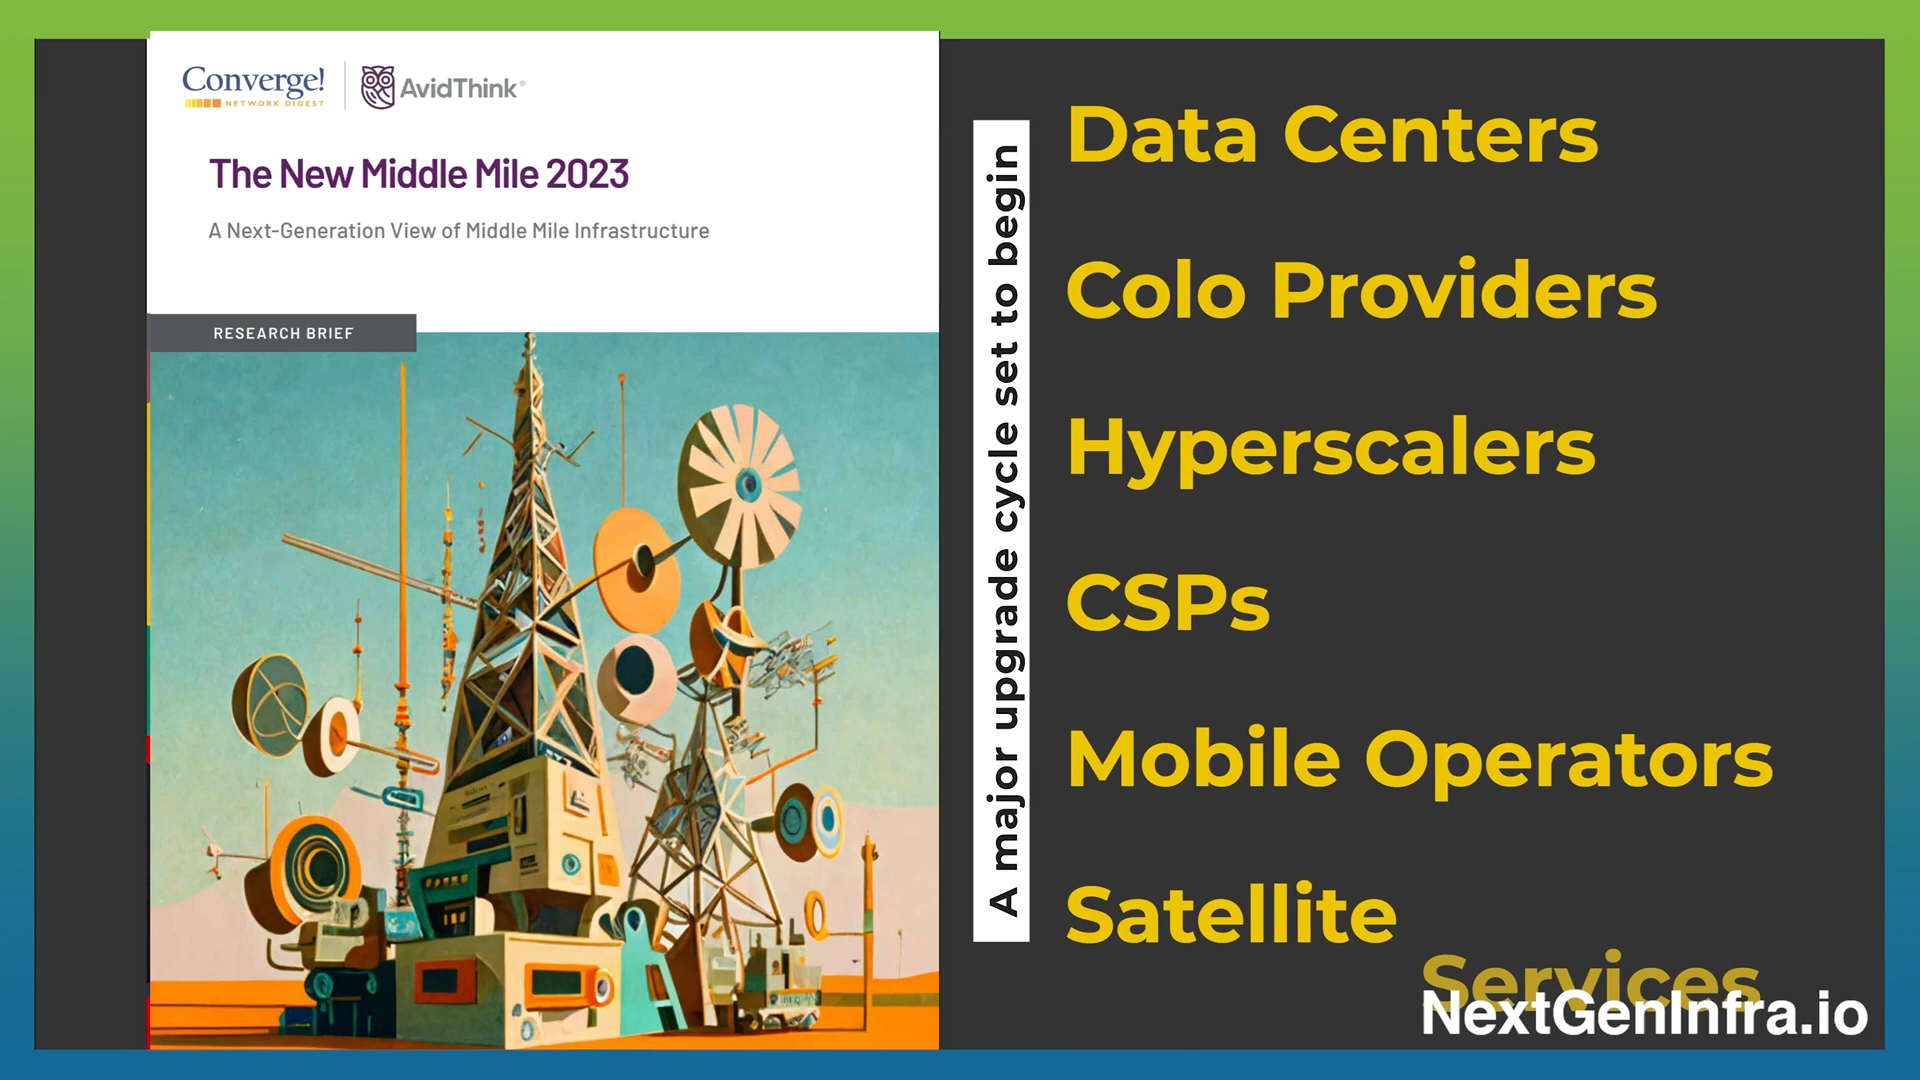 Converge!
NETWORK DIGEST
AvidThink®
The New Middle Mile 2023
A Next-Generation View of Middle Mile Infrastructure
RESEARCH BRIEF
A major upgrade cycle set to begin
Data Centers
Colo Providers
Hyperscalers
CSPs
Mobile Operators
Satellite
Services
NextGenInfra.io